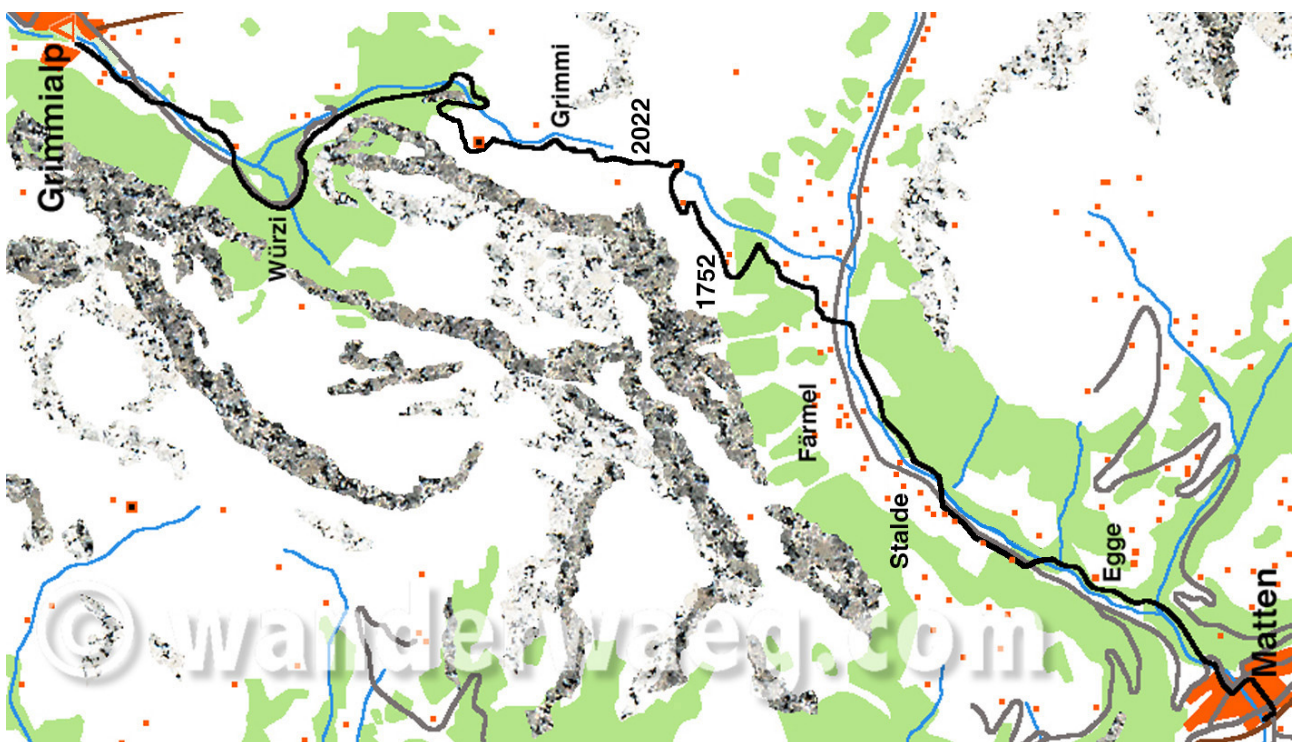 Grimmialp
Würzi
Grimmi
2022
1752
Färmel
Stalde
Egge
Matten
© wanderwaeg.com